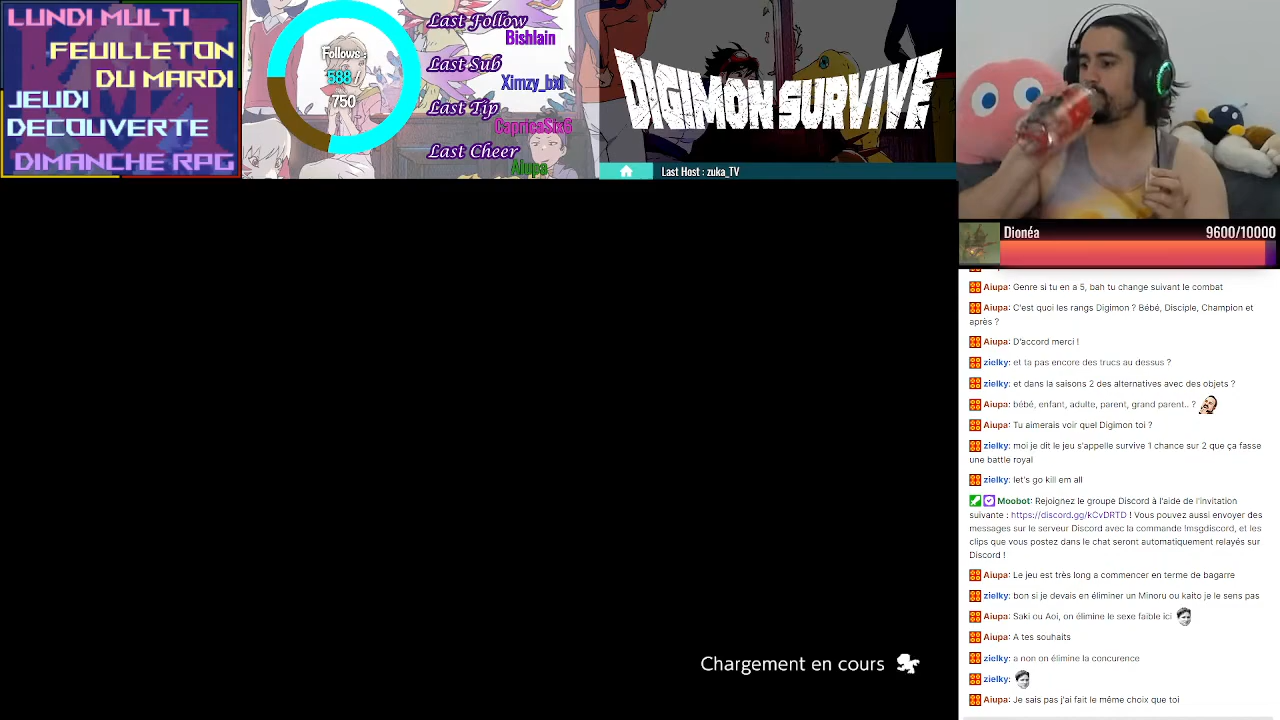 LUNDI MULTI
FEUILLETON
DU MARDI
JEUDI
DECOUVERTE
DIMANCHE RPG
Follows :
588 /
750
Last Follow
Bishlain
Last Sub
Ximzy_bxl
Last Tip
CapricaSix6
Last Cheer
Aiupa
DIGIMON SURVIVE
Last Host : zuka_TV
Dionéa 9600/10000
Aiupa: Genre si tu en a 5, bah tu change suivant le combat
Aiupa: C'est quoi les rangs Digimon ? Bébé, Disciple, Champion et
après ?
Aiupa: D'accord merci !
zielky: et ta pas encore des trucs au dessus ?
zielky: et dans la saisons 2 des alternatives avec des objets ?
Aiupa: bébé, enfant, adulte, parent, grand parent.. ?
Aiupa: Tu aimerais voir quel Digimon toi ?
zielky: moi je dit le jeu s'appelle survive 1 chance sur 2 que ça fasse
une battle royal
zielky: let's go kill em all
Moobot: Rejoignez le groupe Discord à l'aide de l'invitation
suivante : https://discord.gg/kCvDRTD ! Vous pouvez aussi envoyer des
messages sur le serveur Discord avec la commande !msgdiscord, et les
clips que vous postez dans le chat seront automatiquement relayés sur
Discord !
Aiupa: Le jeu est très long a commencer en terme de bagarre
zielky: bon si je devais en éliminer un Minoru ou kaito je le sens pas
Aiupa: Saki ou Aoi, on élimine le sexe faible ici
Aiupa: A tes souhaits
zielky: a non on élimine la concurence
zielky:
Aiupa: Je sais pas j'ai fait le même choix que toi
Chargement en cours